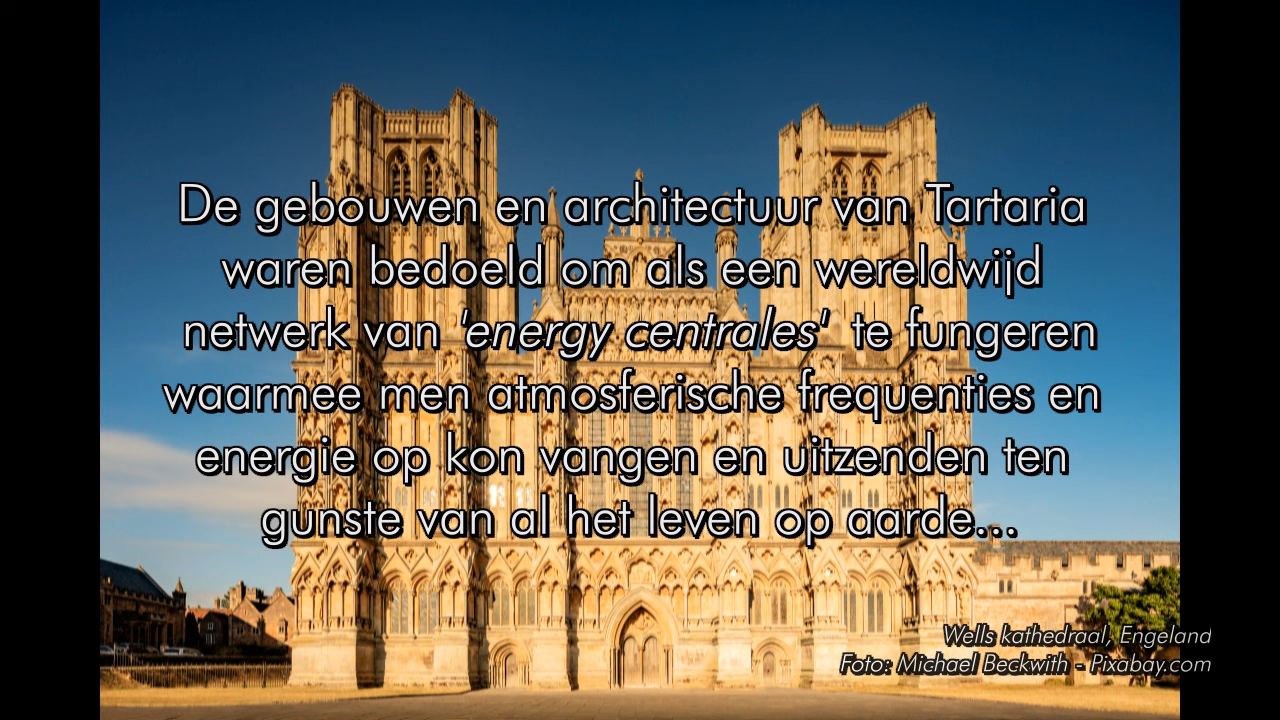 De gebouwen en architectuur van Tartaria
waren bedoeld om als een wereldwijd
netwerk van 'energy centrales' te fungeren
waarmee men atmosferische frequenties en
energie op kon vangen en uitzenden ten
gunste van al het leven op aarde...
Wells kathedraal, Engeland
Foto: Michael Beckwith - Pixabay.com